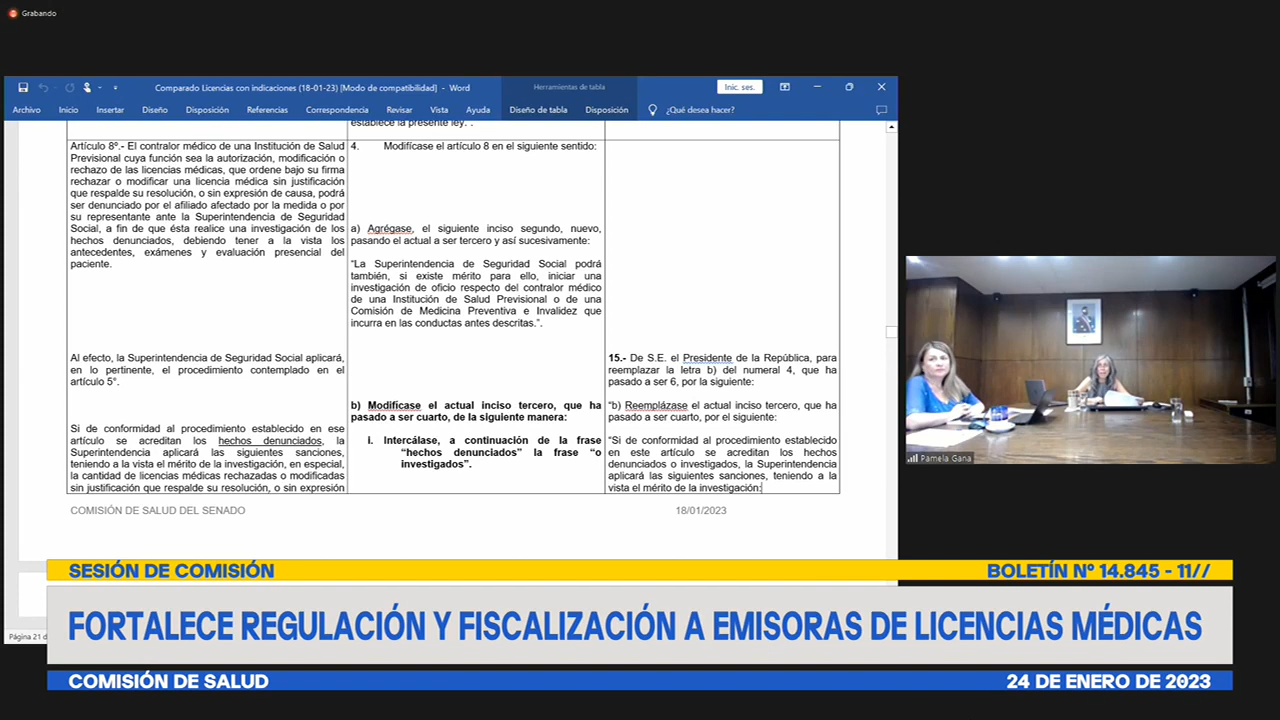 Grabando
Comparado Licencias con indicaciones (18-01-23) [Modo de compatibilidad] - Word
Herramientas de tabla
Inic. ses.
Archivo Inicio Insertar Diseño Disposición Referencias Correspondencia Revisar Vista Ayuda Diseño de tabla Disposición ¿Qué desea hacer?
establece la presente ley.".
Artículo 8º.- El contralor médico de una Institución de Salud
Previsional cuya función sea la autorización, modificación o
rechazo de las licencias médicas, que ordene bajo su firma
rechazar o modificar una licencia médica sin justificación
que respalde su resolución, o sin expresión de causa, podrá
ser denunciado por el afiliado afectado por la medida o por
su representante ante la Superintendencia de Seguridad
Social, a fin de que ésta realice una investigación de los
hechos denunciados, debiendo tener a la vista los
antecedentes, exámenes y evaluación presencial del
paciente.
Al efecto, la Superintendencia de Seguridad Social aplicará,
en lo pertinente, el procedimiento contemplado en el
artículo 5°.
Si de conformidad al procedimiento establecido en ese
artículo se acreditan los hechos denunciados, la
Superintendencia aplicará las siguientes sanciones,
teniendo a la vista el mérito de la investigación, en especial,
la cantidad de licencias médicas rechazadas o modificadas
sin justificación que respalde su resolución, o sin expresión
4. Modifícase el artículo 8 en el siguiente sentido:
a) Agrégase, el siguiente inciso segundo, nuevo,
pasando el actual a ser tercero y así sucesivamente:
"La Superintendencia de Seguridad Social podrá
también, si existe mérito para ello, iniciar una
investigación de oficio respecto del contralor médico
de una Institución de Salud Previsional o de una
Comisión de Medicina Preventiva e Invalidez que
incurra en las conductas antes descritas.".
b) Modifícase el actual inciso tercero, que ha
pasado a ser cuarto, de la siguiente manera:
i. Intercálase, a continuación de la frase
"hechos denunciados" la frase "o
investigados".
15.- De S.E. el Presidente de la República, para
reemplazar la letra b) del numeral 4, que ha
pasado a ser 6, por la siguiente:
"b) Reemplázase el actual inciso tercero, que ha
pasado a ser cuarto, por el siguiente:
"Si de conformidad al procedimiento establecido
en este artículo se acreditan los hechos
denunciados o investigados, la Superintendencia
aplicará las siguientes sanciones, teniendo a la
vista el mérito de la investigación:
COMISIÓN DE SALUD DEL SENADO 18/01/2023
Página 21 d
Pamela Gana
SESIÓN DE COMISIÓN
BOLETÍN Nº 14.845 - 11//
FORTALECE REGULACIÓN Y FISCALIZACIÓN A EMISORAS DE LICENCIAS MÉDICAS
COMISIÓN DE SALUD
24 DE ENERO DE 2023